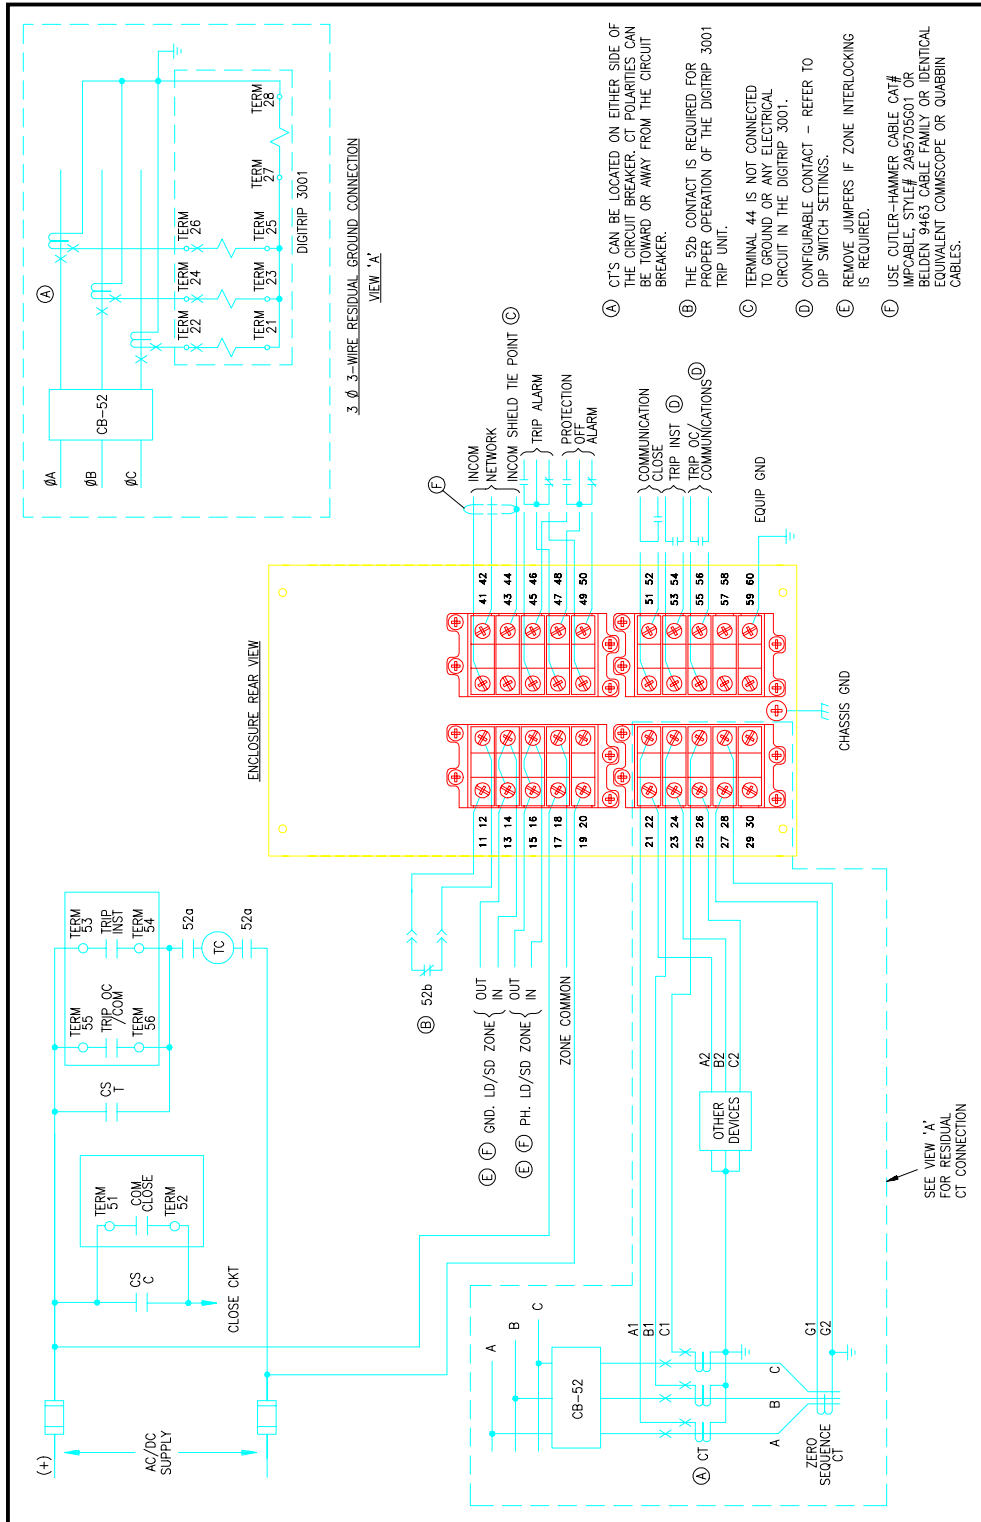 (+)
AC/DC
SUPPLY
CLOSE CKT
CS
C
TERM
51
COM
CLOSE
TERM
52
CS
T
TERM
55
TRIP OC
/COM
TERM
56
TERM
53
TRIP
INST
TERM
54
52a
TC
52a
ØA
ØB
ØC
CB-52
A
TERM
22
TERM
24
TERM
26
TERM
21
TERM
23
TERM
25
TERM
27
TERM
28
DIGITRIP 3001
3 Ø 3-WIRE RESIDUAL GROUND CONNECTION
VIEW 'A'
ENCLOSURE REAR VIEW
B 52b
E F GND. LD/SD ZONE
OUT
IN
E F PH. LD/SD ZONE
OUT
IN
ZONE COMMON
11 12
13 14
15 16
17 18
19 20
21 22
23 24
25 26
27 28
29 30
41 42
43 44
45 46
47 48
49 50
51 52
53 54
55 56
57 58
59 60
F
INCOM
NETWORK
INCOM SHIELD TIE POINT C
TRIP ALARM
PROTECTION
OFF
ALARM
COMMUNICATION
CLOSE
TRIP INST D
TRIP OC/
COMMUNICATIONS D
EQUIP GND
CHASSIS GND
A
B
C
CB-52
A CT
A1
B1
C1
A
B
C
ZERO
SEQUENCE
CT
G1
G2
OTHER
DEVICES
A2
B2
C2
SEE VIEW 'A'
FOR RESIDUAL
CT CONNECTION
A CT'S CAN BE LOCATED ON EITHER SIDE OF
THE CIRCUIT BREAKER. CT POLARITIES CAN
BE TOWARD OR AWAY FROM THE CIRCUIT
BREAKER.
B THE 52b CONTACT IS REQUIRED FOR
PROPER OPERATION OF THE DIGITRIP 3001
TRIP UNIT.
C TERMINAL 44 IS NOT CONNECTED
TO GROUND OR ANY ELECTRICAL
CIRCUIT IN THE DIGITRIP 3001.
D CONFIGURABLE CONTACT - REFER TO
DIP SWITCH SETTINGS.
E REMOVE JUMPERS IF ZONE INTERLOCKING
IS REQUIRED.
F USE CUTLER-HAMMER CABLE CAT#
IMPCABLE, STYLE# 2A95705G01 OR
BELDEN 9463 CABLE FAMILY OR IDENTICAL
EQUIVALENT COMMSCOPE OR QUABBIN
CABLES.